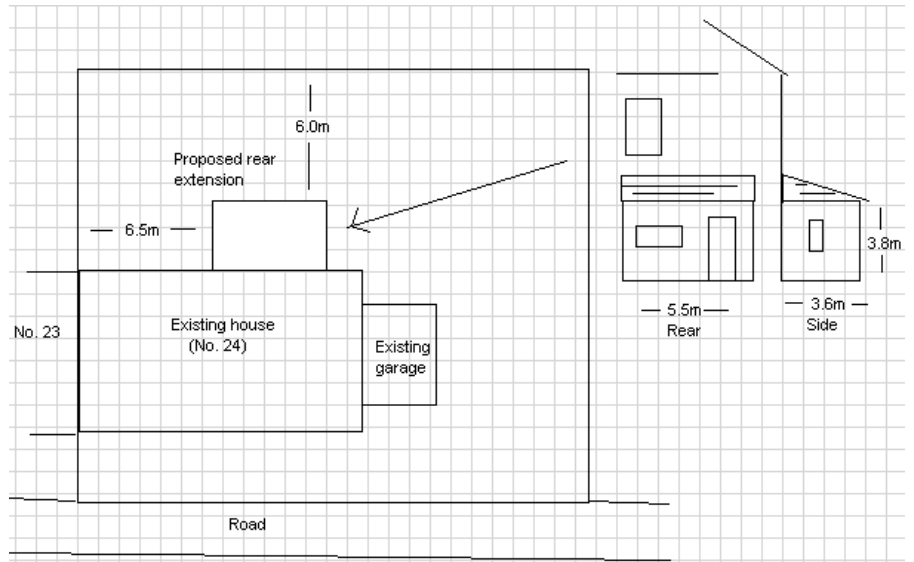 6.0m
Proposed rear
extension
6.5m
3.8m
No. 23
Existing house
(No. 24)
Existing
garage
5.5m
Rear
3.6m
Side
Road